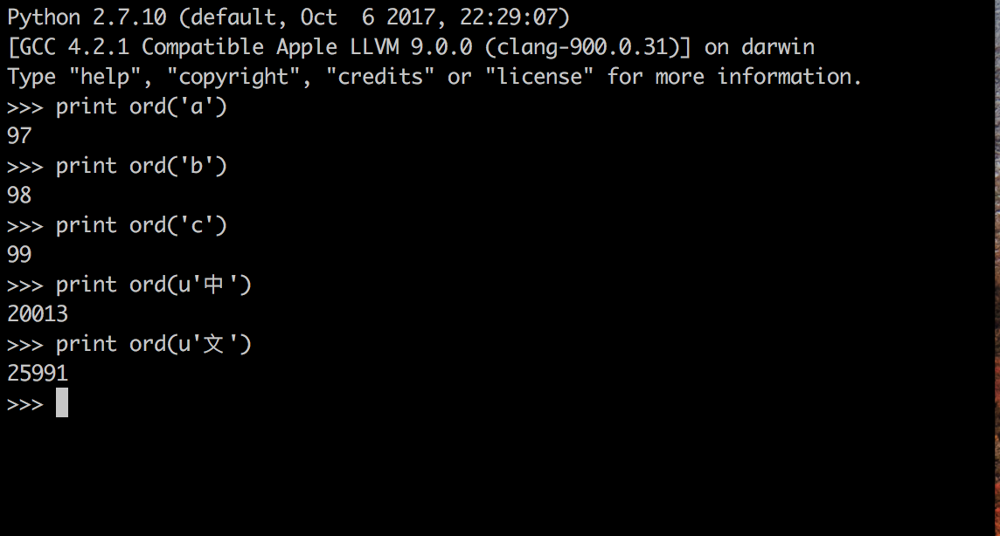 Python 2.7.10 (default, Oct  6 2017, 22:29:07)
[GCC 4.2.1 Compatible Apple LLVM 9.0.0 (clang-900.0.31)] on darwin
Type "help", "copyright", "credits" or "license" for more information.
>>> print ord('a')
97
>>> print ord('b')
98
>>> print ord('c')
99
>>> print ord(u'中')
20013
>>> print ord(u'文')
25991
>>>